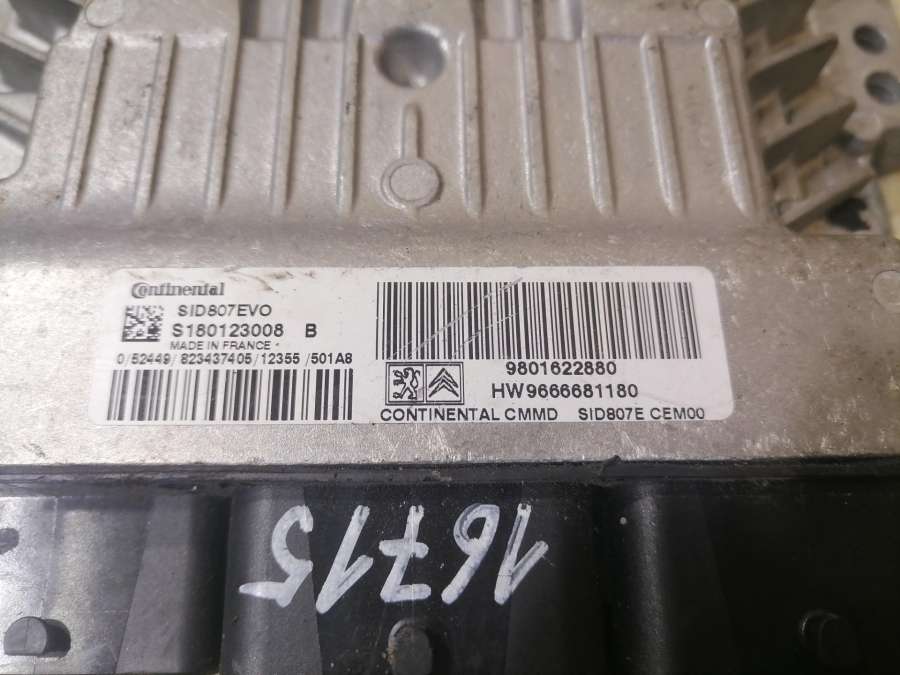 Continental
SID807EVO
S180123008 B
MADE IN FRANCE
0/52449/823437405/12355/501A8
9801622880
HW9666681180
CONTINENTAL CMMD SID807E CEM00
16715